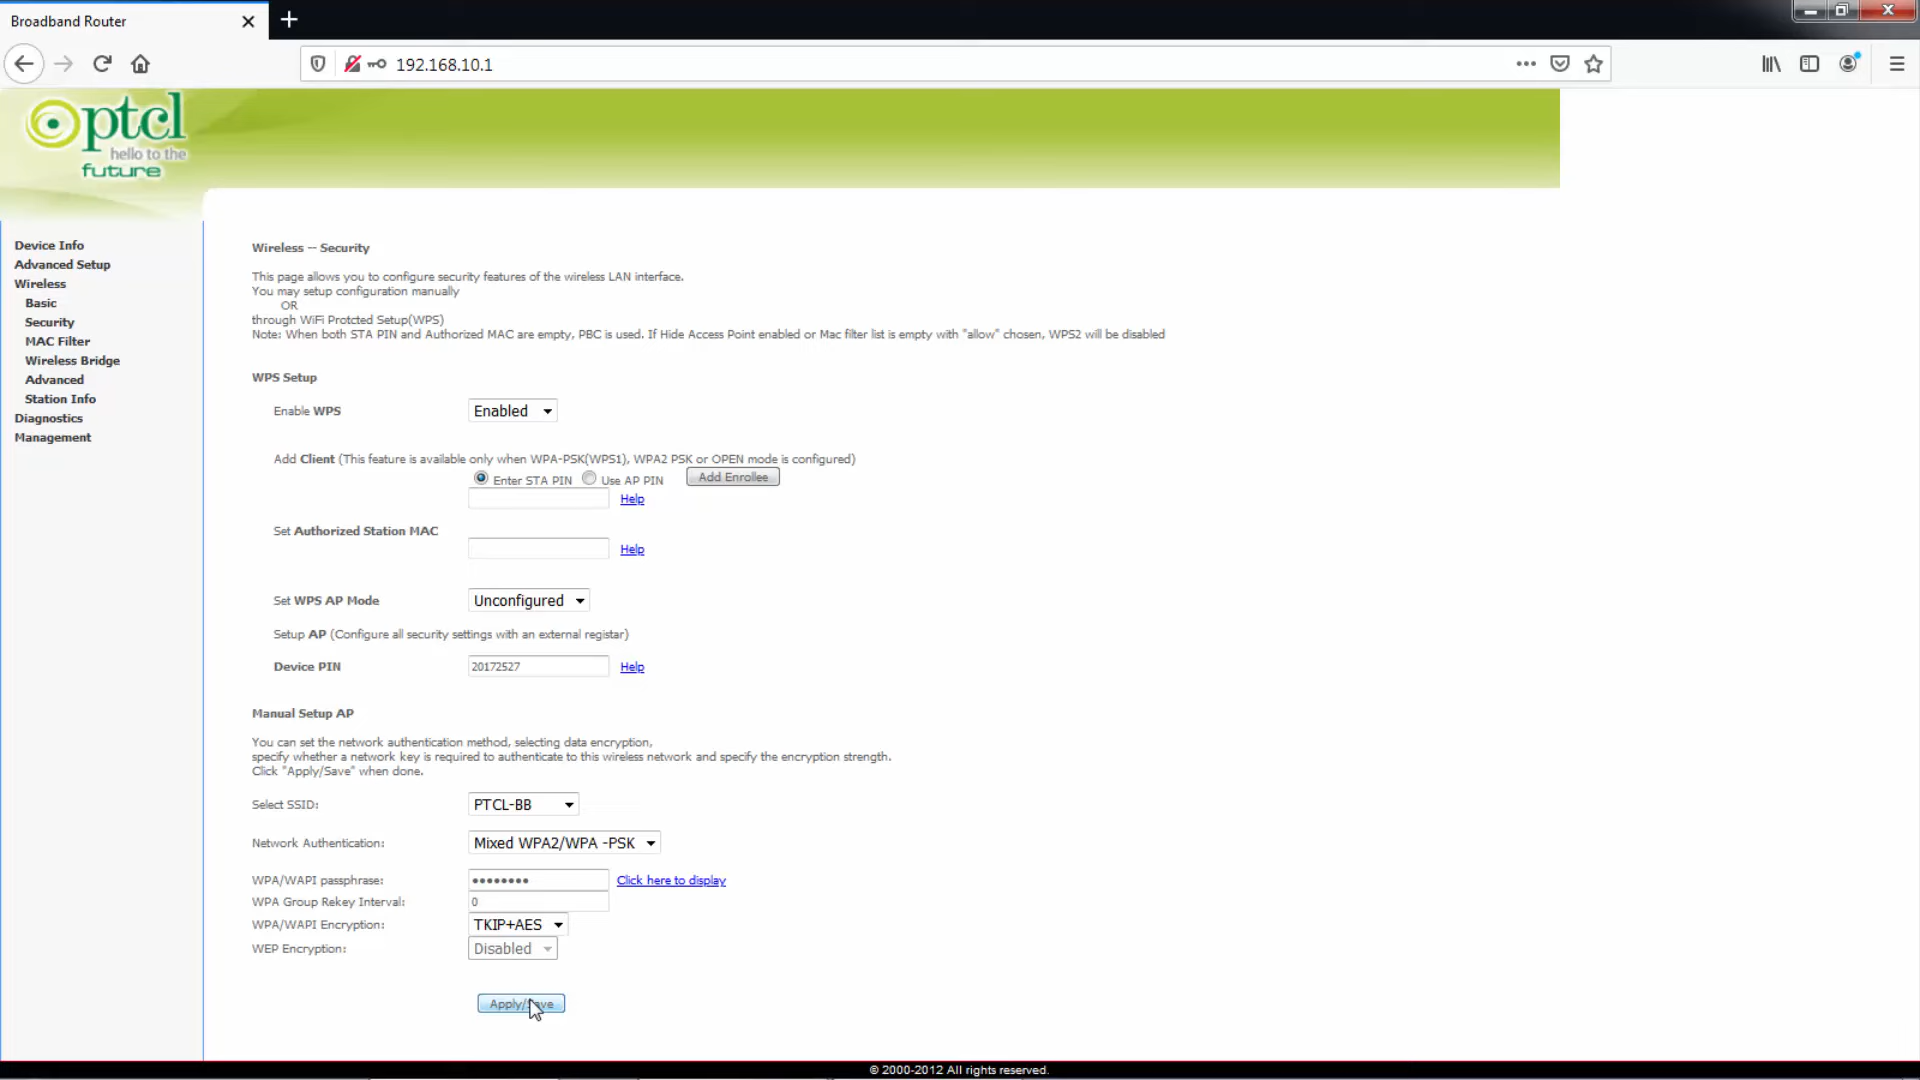 Broadband Router
192.168.10.1
ptcl
hello to the
future
Device Info
Advanced Setup
Wireless
Basic
Security
MAC Filter
Wireless Bridge
Advanced
Station Info
Diagnostics
Management
Wireless -- Security
This page allows you to configure security features of the wireless LAN interface.
You may setup configuration manually
OR
through WiFi Protcted Setup(WPS)
Note: When both STA PIN and Authorized MAC are empty, PBC is used. If Hide Access Point enabled or Mac filter list is empty with "allow" chosen, WPS2 will be disabled
WPS Setup
Enable WPS Enabled
Add Client (This feature is available only when WPA-PSK(WPS1), WPA2 PSK or OPEN mode is configured)
Enter STA PIN Use AP PIN Add Enrollee
Help
Set Authorized Station MAC
Help
Set WPS AP Mode Unconfigured
Setup AP (Configure all security settings with an external registar)
Device PIN 20172527 Help
Manual Setup AP
You can set the network authentication method, selecting data encryption,
specify whether a network key is required to authenticate to this wireless network and specify the encryption strength.
Click "Apply/Save" when done.
Select SSID: PTCL-BB
Network Authentication: Mixed WPA2/WPA -PSK
WPA/WAPI passphrase: •••••••• Click here to display
WPA Group Rekey Interval: 0
WPA/WAPI Encryption: TKIP+AES
WEP Encryption: Disabled
Apply/Save
© 2000-2012 All rights reserved.